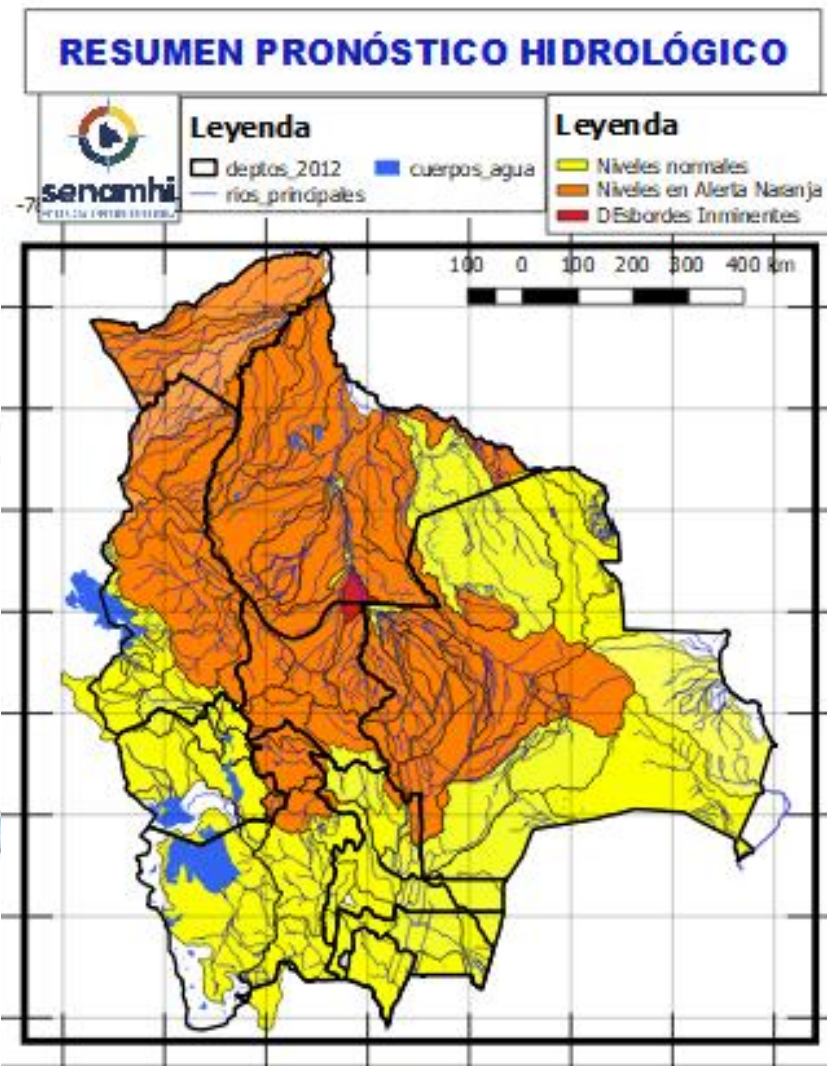 RESUMEN PRONÓSTICO HIDROLÓGICO
senamhi
Leyenda
deptos_2012
cuerpos_agua
rios_principales
Leyenda
Niveles normales
Niveles en Alerta Naranja
DEsbordes Inminentes
100 0 100 200 300 400 km